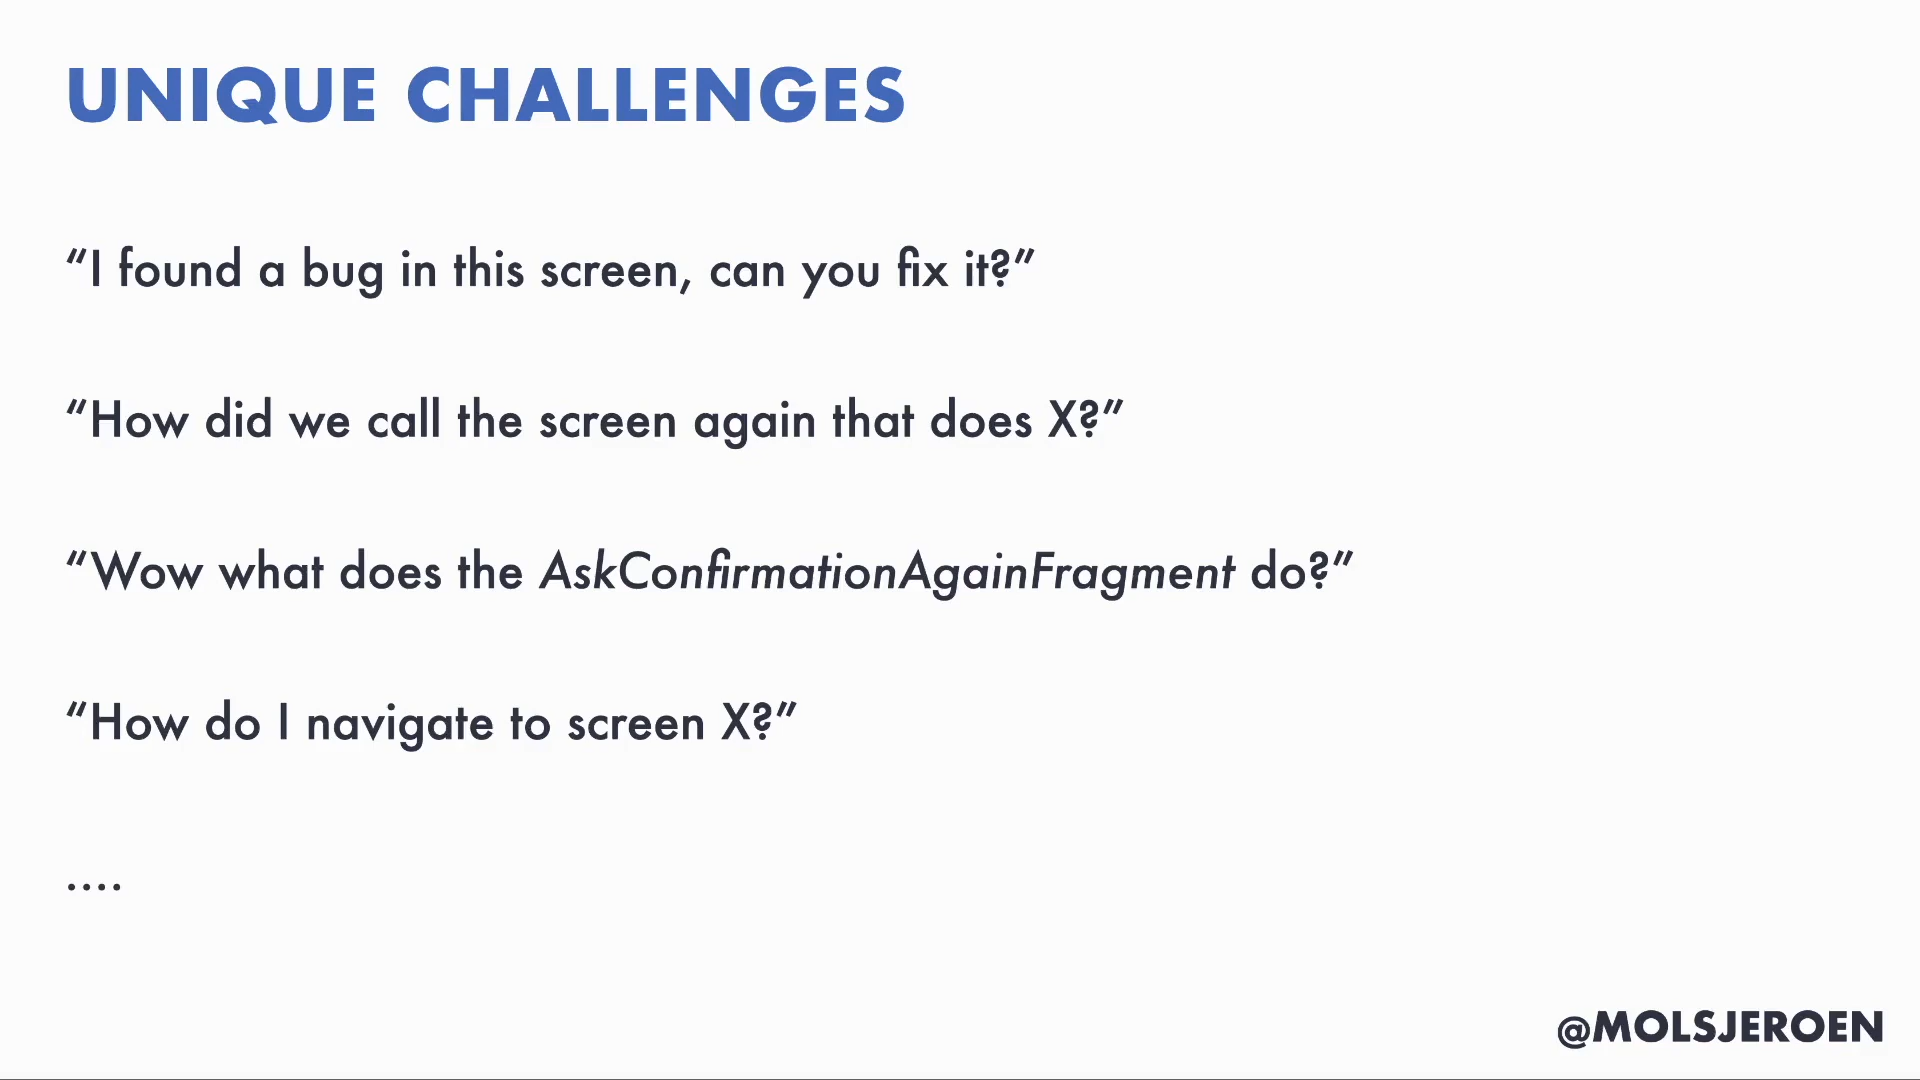 UNIQUE CHALLENGES
“I found a bug in this screen, can you fix it?”
“How did we call the screen again that does X?”
“Wow what does the AskConfirmationAgainFragment do?”
“How do I navigate to screen X?”
....
@MOLSJEROEN